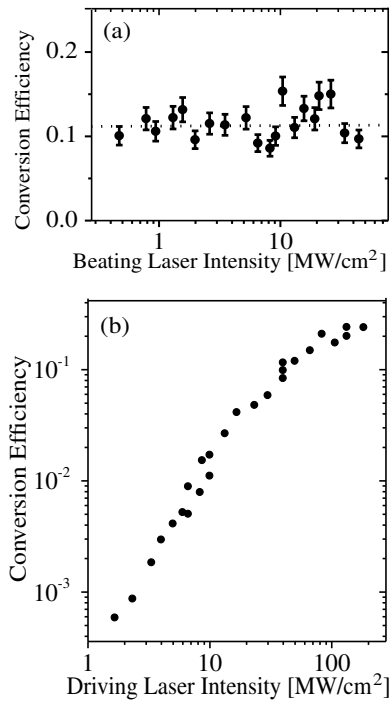 (a)
Conversion Efficiency
0.2
0.1
0.0
1
10
Beating Laser Intensity [MW/cm²]
(b)
Conversion Efficiency
10⁻¹
10⁻²
10⁻³
1
10
100
Driving Laser Intensity [MW/cm²]